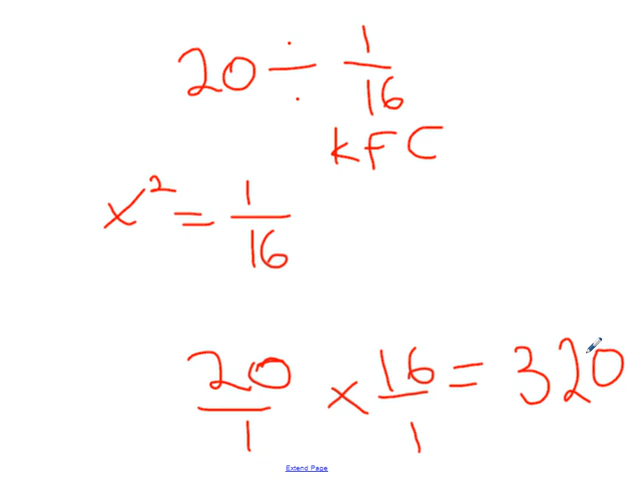 20 ÷ 1/16
KFC
x² = 1/16
20/1 × 16/1 = 320
Extend Page